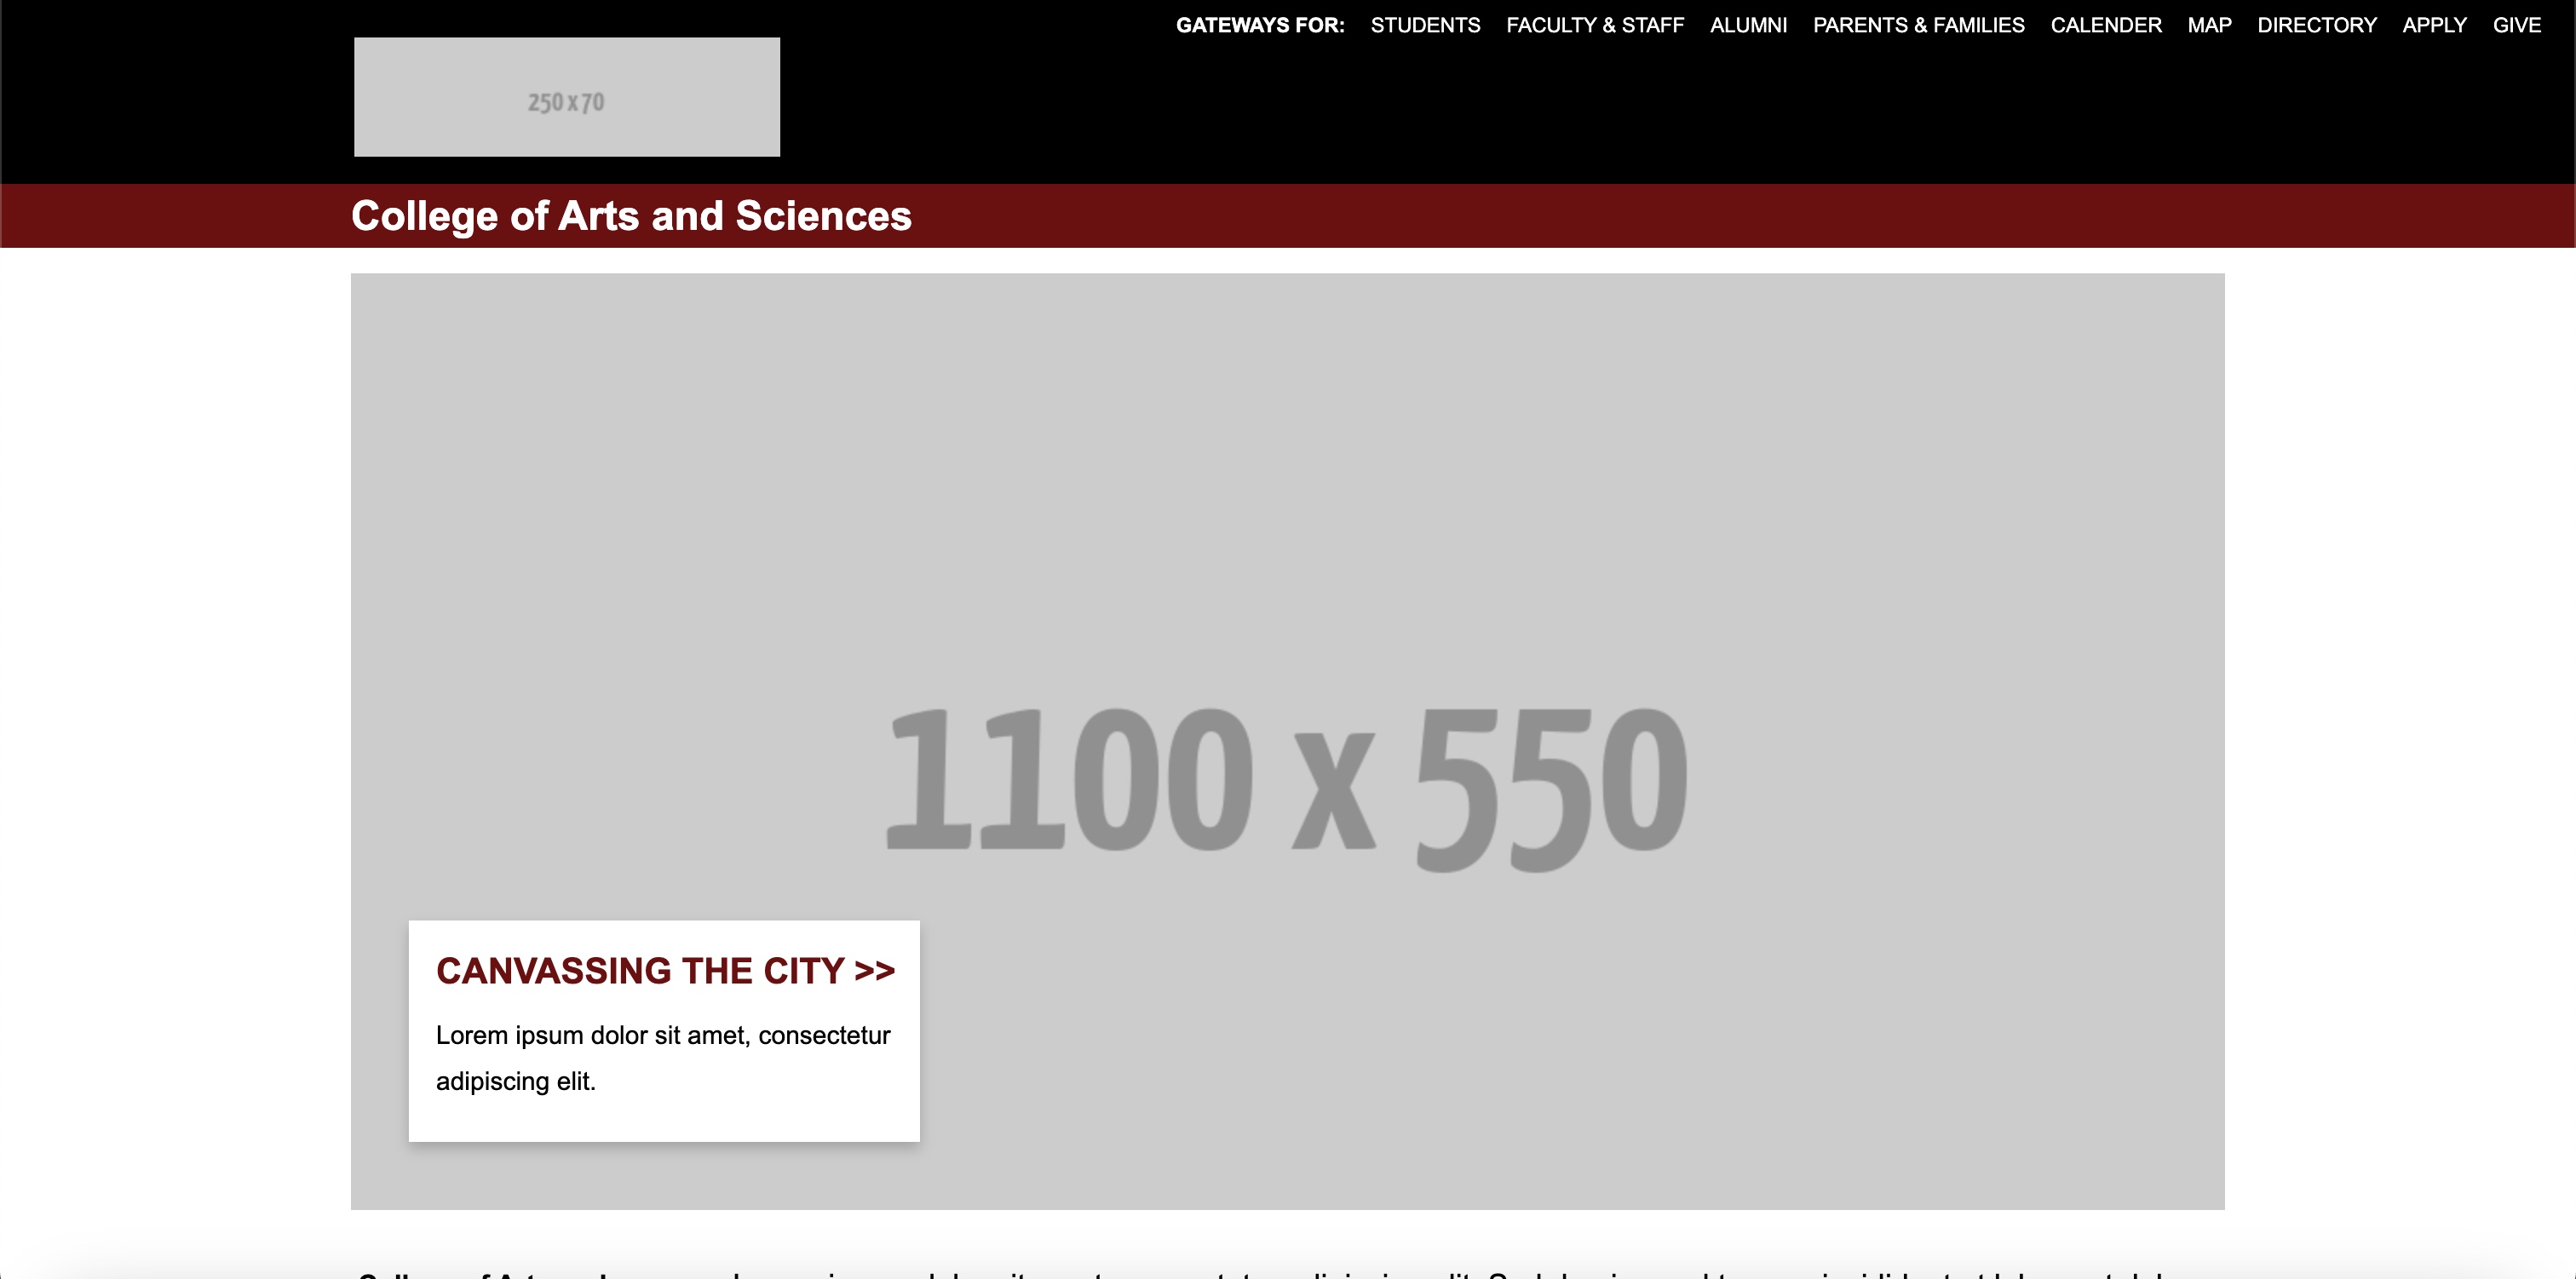 GATEWAYS FOR: STUDENTS FACULTY & STAFF ALUMNI PARENTS & FAMILIES CALENDER MAP DIRECTORY APPLY GIVE
250 x 70
College of Arts and Sciences
1100 x 550
CANVASSING THE CITY >>
Lorem ipsum dolor sit amet, consectetur
adipiscing elit.